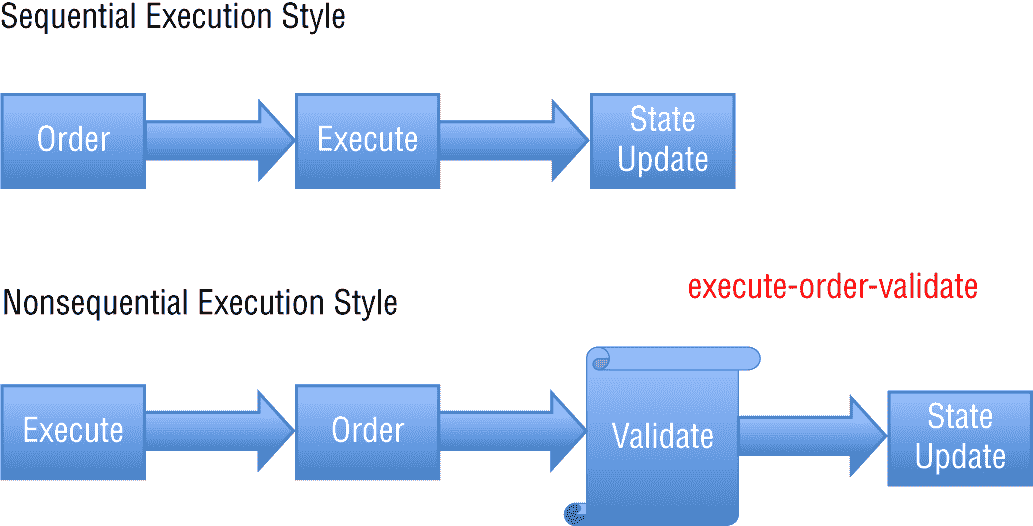 Sequential Execution Style
Order
Execute
State
Update
execute-order-validate
Nonsequential Execution Style
Execute
Order
Validate
State
Update